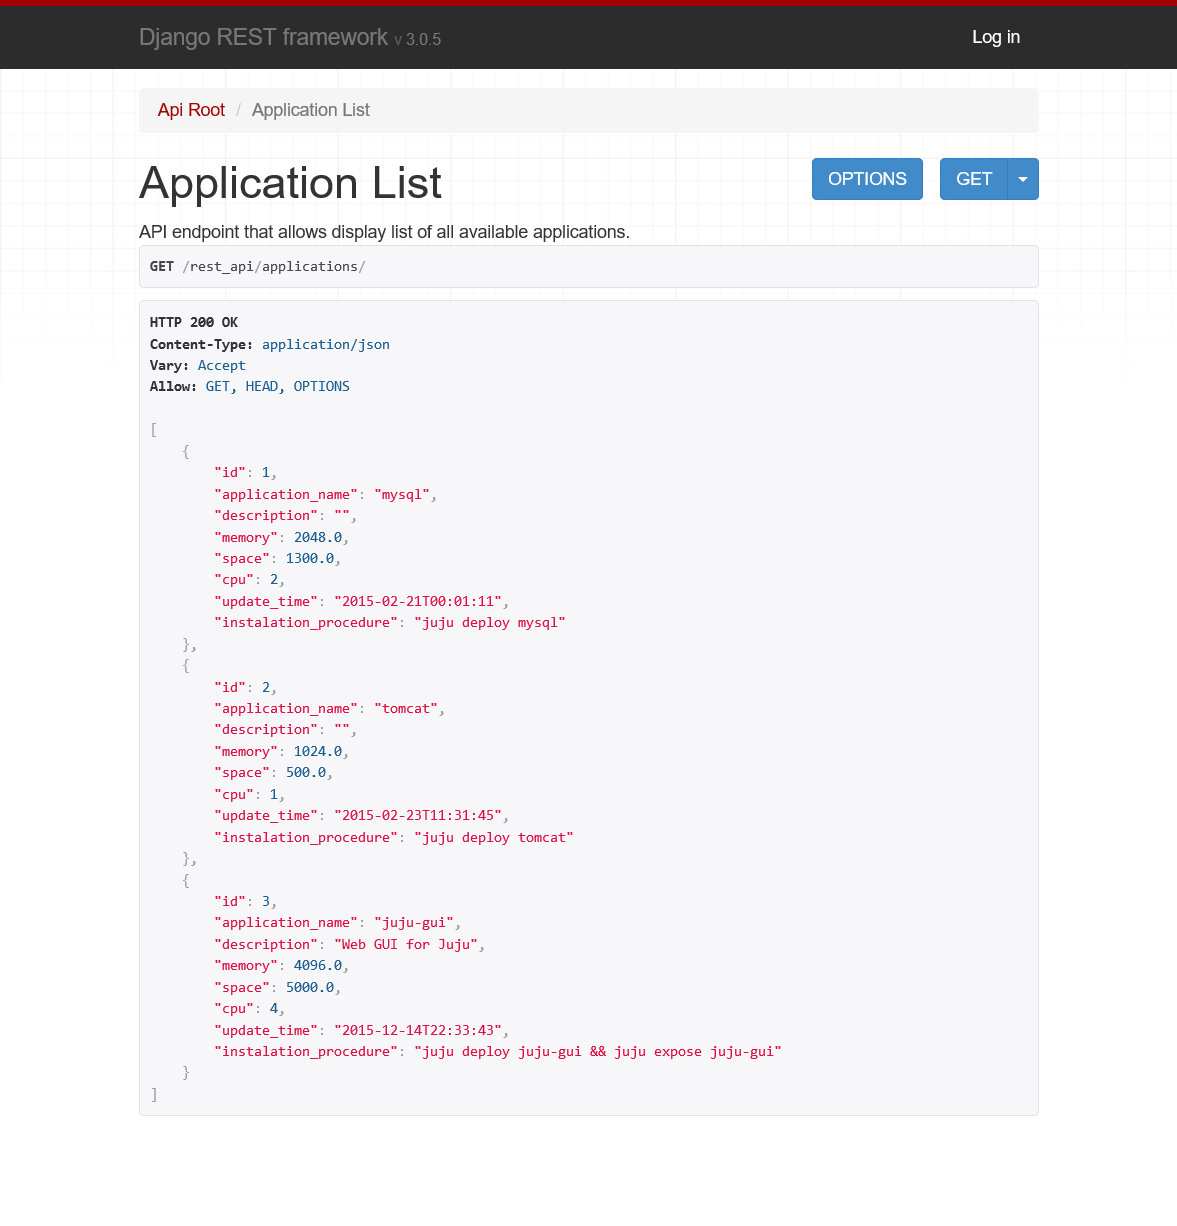 Django REST framework v 3.0.5
Log in
Api Root / Application List
Application List
OPTIONS
GET
API endpoint that allows display list of all available applications.
GET /rest_api/applications/
HTTP 200 OK
Content-Type: application/json
Vary: Accept
Allow: GET, HEAD, OPTIONS
[
    {
        "id": 1,
        "application_name": "mysql",
        "description": "",
        "memory": 2048.0,
        "space": 1300.0,
        "cpu": 2,
        "update_time": "2015-02-21T00:01:11",
        "instalation_procedure": "juju deploy mysql"
    },
    {
        "id": 2,
        "application_name": "tomcat",
        "description": "",
        "memory": 1024.0,
        "space": 500.0,
        "cpu": 1,
        "update_time": "2015-02-23T11:31:45",
        "instalation_procedure": "juju deploy tomcat"
    },
    {
        "id": 3,
        "application_name": "juju-gui",
        "description": "Web GUI for Juju",
        "memory": 4096.0,
        "space": 5000.0,
        "cpu": 4,
        "update_time": "2015-12-14T22:33:43",
        "instalation_procedure": "juju deploy juju-gui && juju expose juju-gui"
    }
]